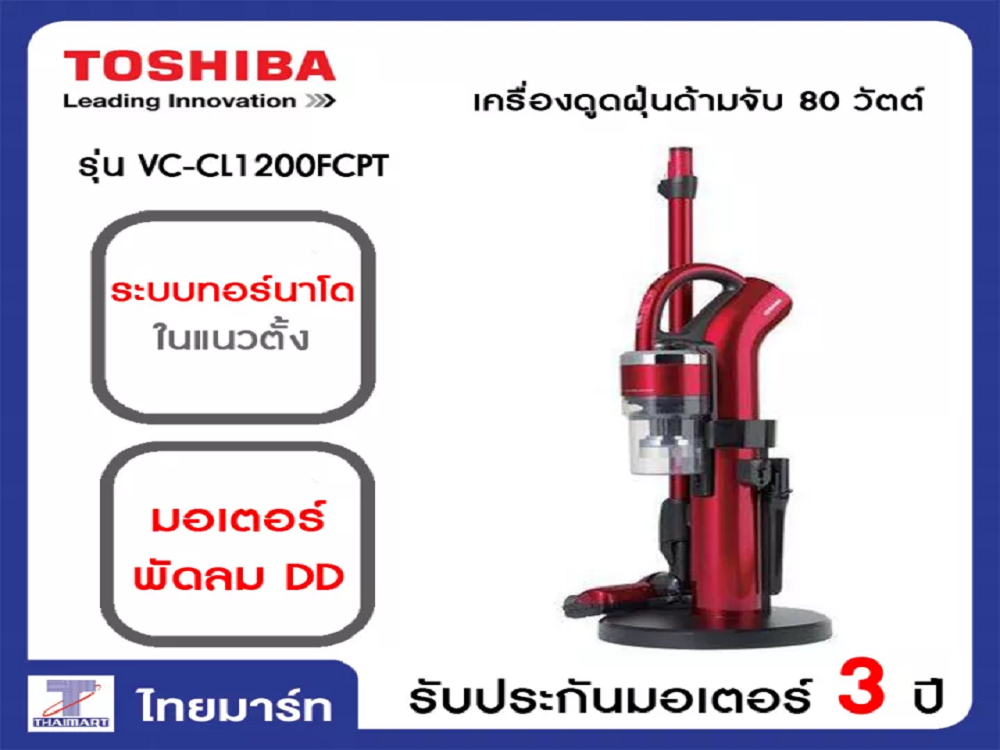 TOSHIBA
Leading Innovation >>>
เครื่องดูดฝุ่นด้ามจับ 80 วัตต์
รุ่น VC-CL1200FCPT
ระบบทอร์นาโด
ในแนวตั้ง
มอเตอร์
พัดลม DD
TOSHIBA
THAIMART
ไทยมาร์ท
รับประกันมอเตอร์ 3 ปี